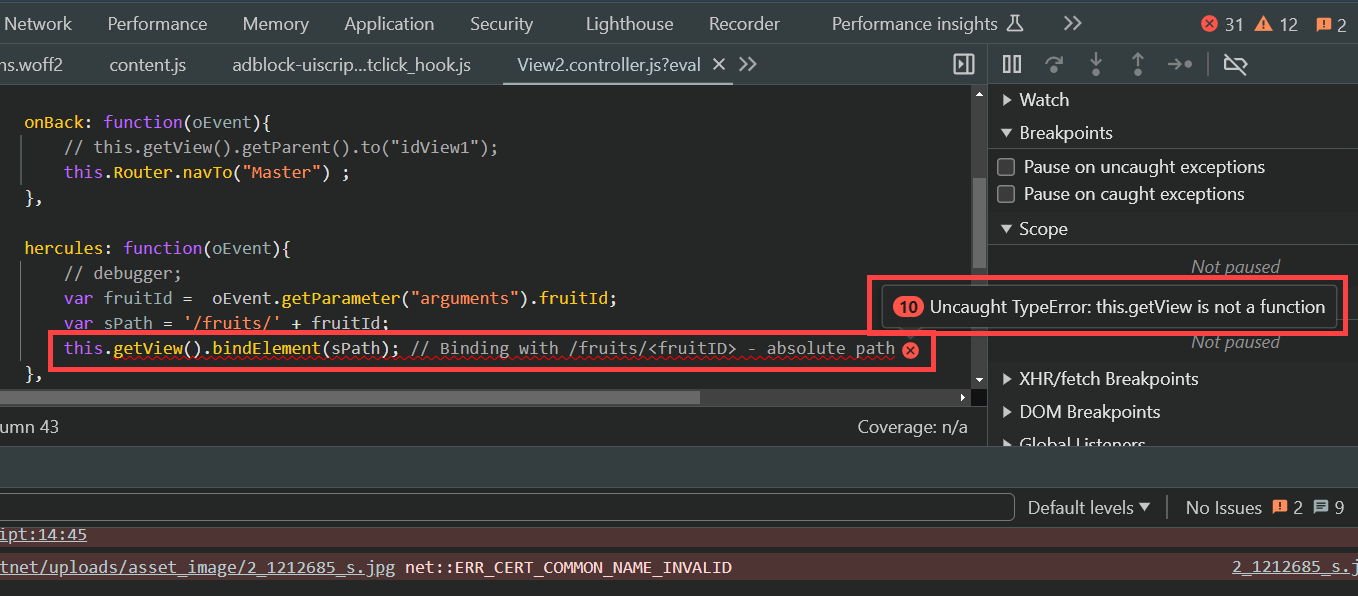 Network Performance Memory Application Security Lighthouse Recorder Performance insights 31 12 2
ns.woff2 content.js adblock-uiscrip...tclick_hook.js View2.controller.js?eval
Watch
Breakpoints
Pause on uncaught exceptions
Pause on caught exceptions
Scope
Not paused
onBack: function(oEvent){
// this.getView().getParent().to("idView1");
this.Router.navTo("Master") ;
},
hercules: function(oEvent){
// debugger;
var fruitId =  oEvent.getParameter("arguments").fruitId;
var sPath = '/fruits/' + fruitId;
this.getView().bindElement(sPath); // Binding with /fruits/<fruitID> - absolute path
},
10 Uncaught TypeError: this.getView is not a function
Not paused
XHR/fetch Breakpoints
DOM Breakpoints
Global Listeners
umn 43 Coverage: n/a
Default levels No Issues 2 9
ipt:14:45
tnet/uploads/asset_image/2_1212685_s.jpg net::ERR_CERT_COMMON_NAME_INVALID 2_1212685_s.j